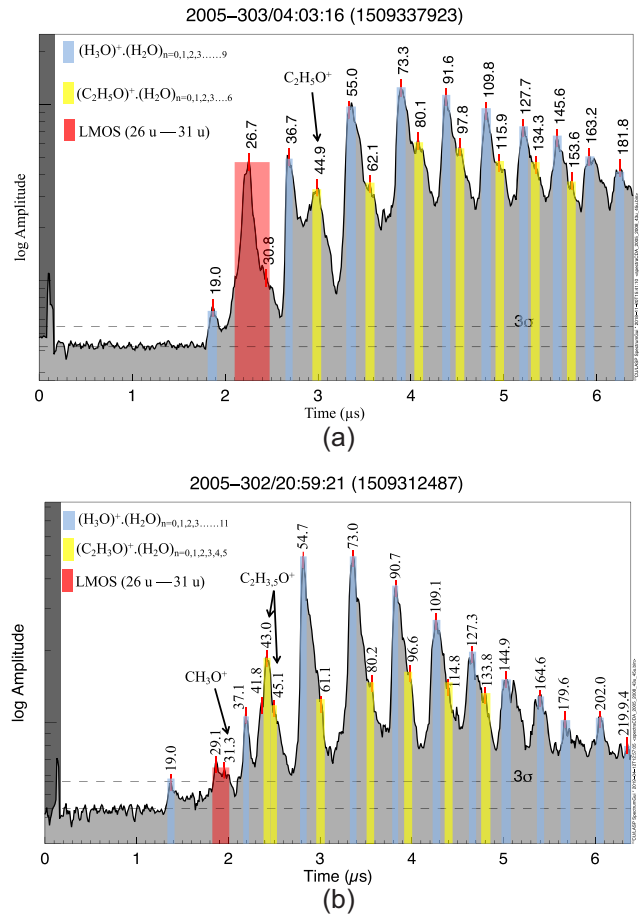 2005–303/04:03:16 (1509337923)
(H₃O)⁺.(H₂O)n=0,1,2,3......9
(C₂H₅O)⁺.(H₂O)n=0,1,2,3...6
LMOS (26 u — 31 u)
C₂H₅O⁺
19.0 26.7 30.8 36.7 44.9 55.0 62.1 73.3 80.1 91.6 97.8 109.8 115.9 127.7 134.3 145.6 153.6 163.2 181.8
3σ
log Amplitude
0 1 2 3 4 5 6
Time (µs)
(a)
2005–302/20:59:21 (1509312487)
(H₃O)⁺.(H₂O)n=0,1,2,3......11
(C₂H₃O)⁺.(H₂O)n=0,1,2,3,4,5
LMOS (26 u — 31 u)
C₂H₃,₅O⁺
CH₃O⁺
19.0 29.1 31.3 37.1 41.8 43.0 45.1 54.7 61.1 73.0 80.2 90.7 96.6 109.1 114.8 127.3 133.8 144.9 164.6 179.6 202.0 219.9.4
3σ
log Amplitude
0 1 2 3 4 5 6
Time (µs)
(b)